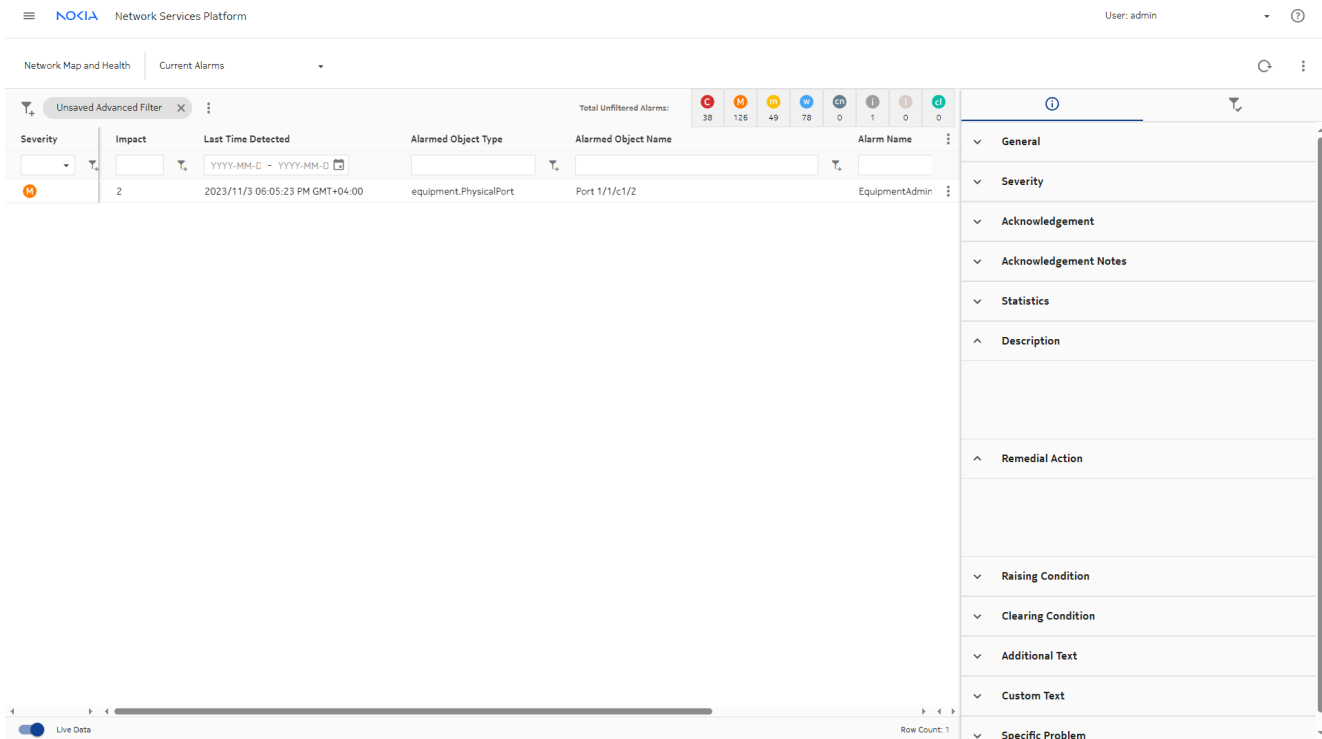 NOKIA Network Services Platform
User: admin
Network Map and Health
Current Alarms
Unsaved Advanced Filter
Total Unfiltered Alarms:
C M m w cn i i cl
38 126 49 78 0 1 0 0
Severity Impact Last Time Detected Alarmed Object Type Alarmed Object Name Alarm Name
YYYY-MM-D - YYYY-MM-D
M 2 2023/11/3 06:05:23 PM GMT+04:00 equipment.PhysicalPort Port 1/1/c1/2 EquipmentAdmin
General
Severity
Acknowledgement
Acknowledgement Notes
Statistics
Description
Remedial Action
Raising Condition
Clearing Condition
Additional Text
Custom Text
Specific Problem
Live Data
Row Count: 1